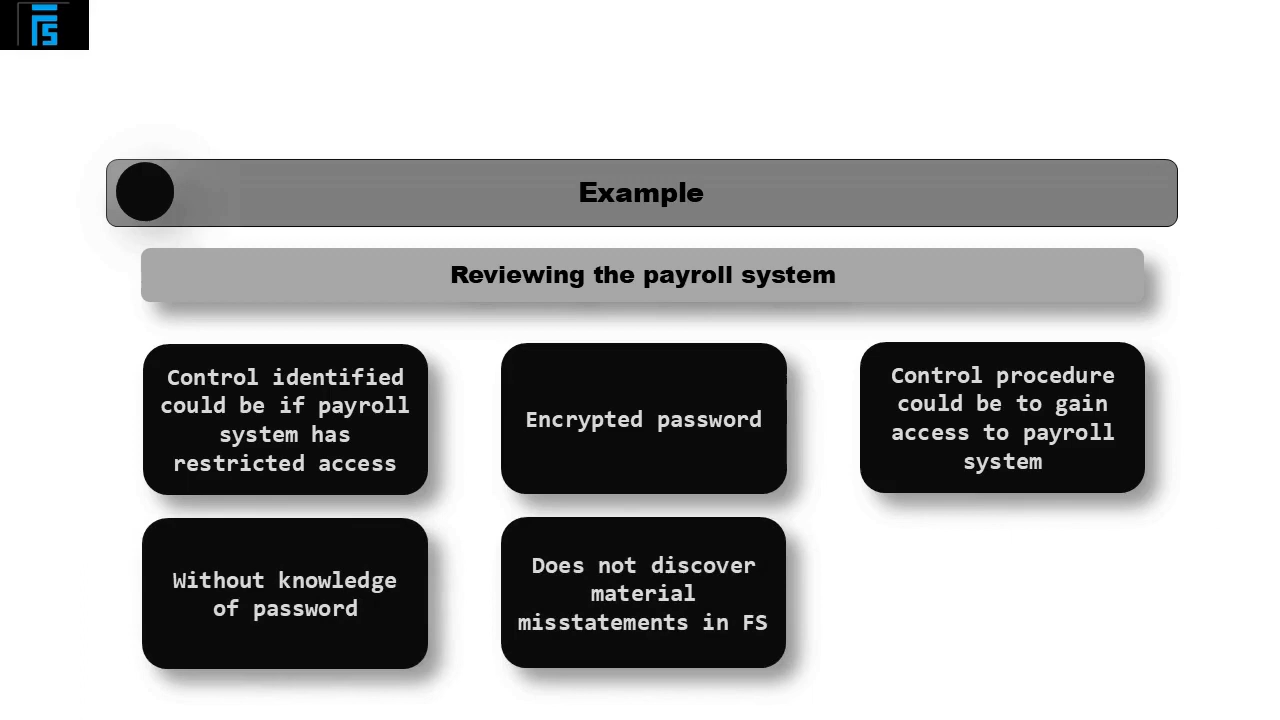 FS
Example
Reviewing the payroll system
Control identified
could be if payroll
system has
restricted access
Encrypted password
Control procedure
could be to gain
access to payroll
system
Without knowledge
of password
Does not discover
material
misstatements in FS